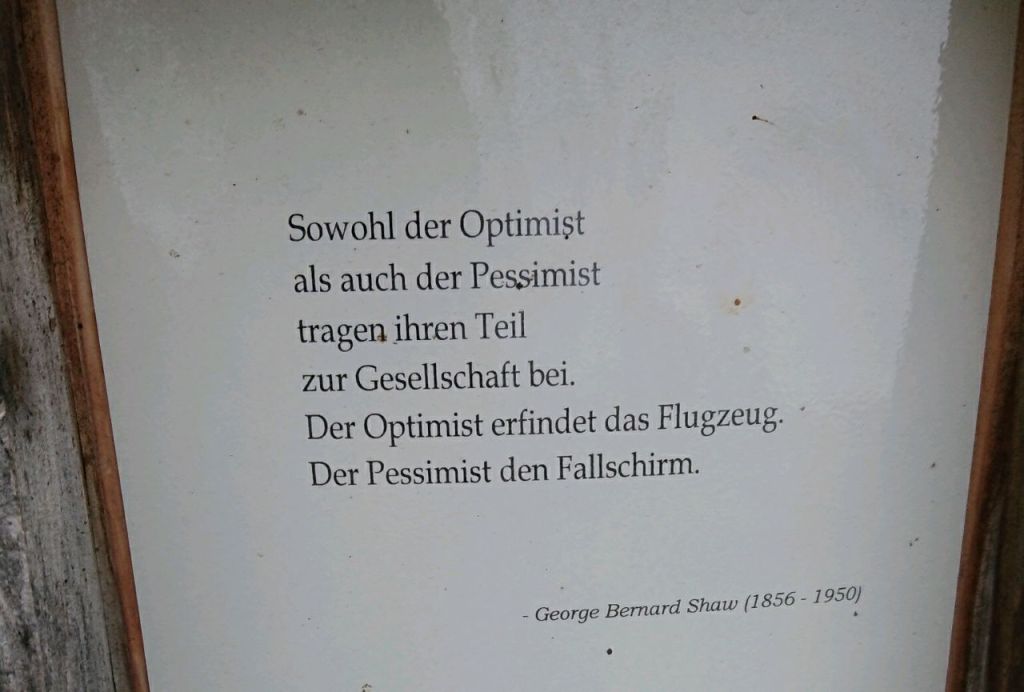 Sowohl der Optimist
als auch der Pessimist
tragen ihren Teil
zur Gesellschaft bei.
Der Optimist erfindet das Flugzeug.
Der Pessimist den Fallschirm.
- George Bernard Shaw (1856 - 1950)